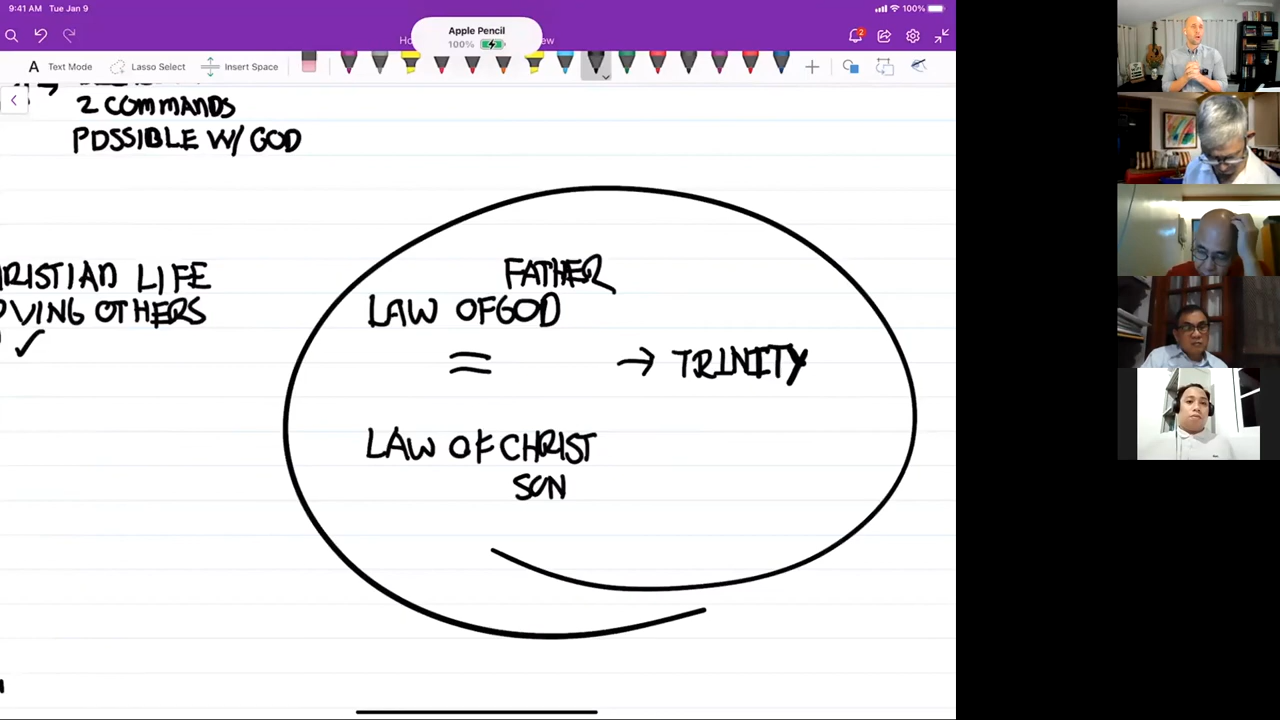 9:41 AM Tue Jan 9
100%
Apple Pencil
100%
2
A Text Mode
Lasso Select
Insert Space
2 COMMANDS
POSSIBLE W/ GOD
RISTIAN LIFE
VING OTHERS
FATHER
LAW OF GOD
=
→ TRINITY
LAW OF CHRIST
SON